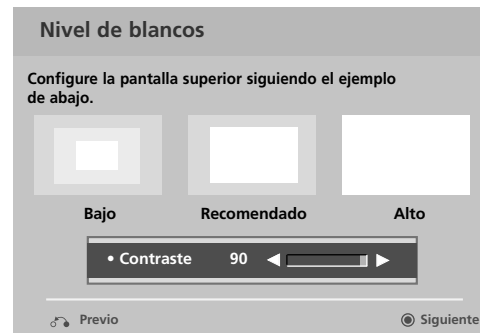 Nivel de blancos
Configure la pantalla superior siguiendo el ejemplo
de abajo.
Bajo Recomendado Alto
• Contraste 90
Previo Siguiente